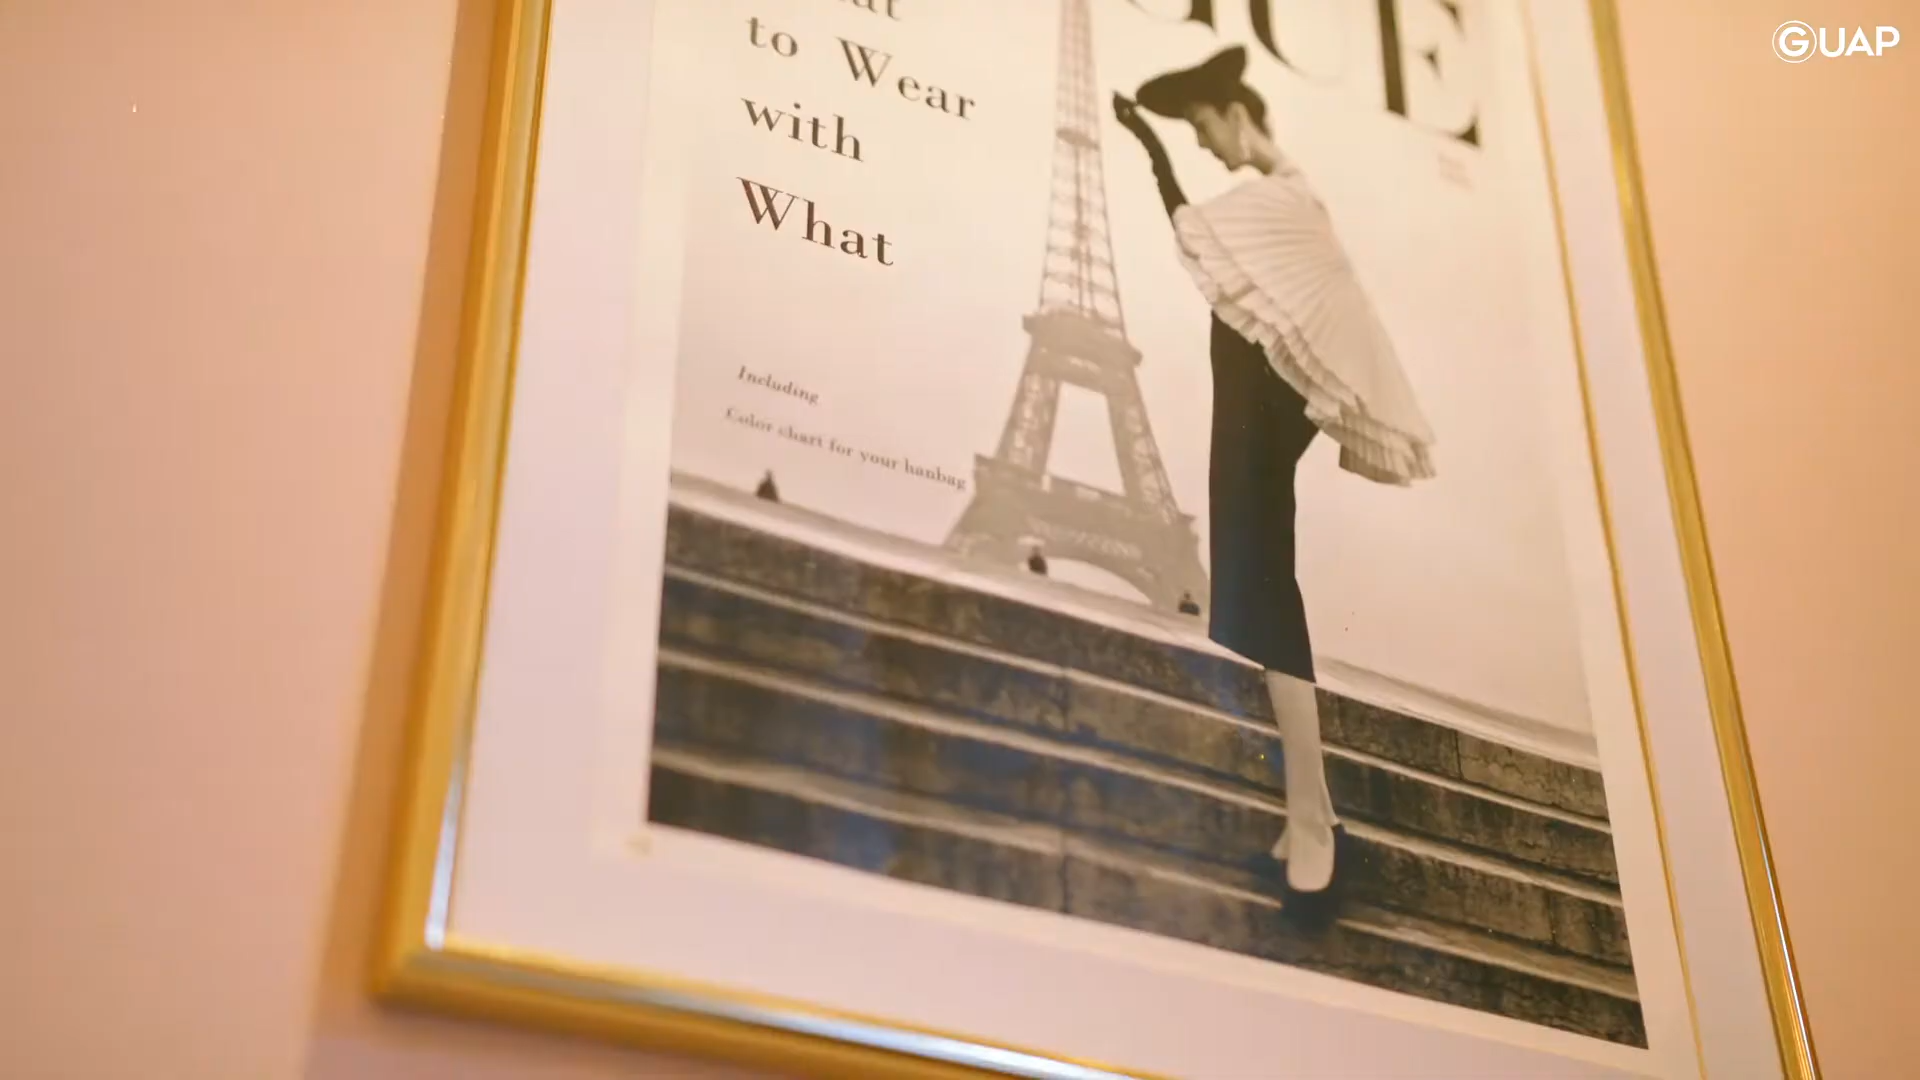 to Wear
with
What
Including
Color chart for your hanbag
GUAP